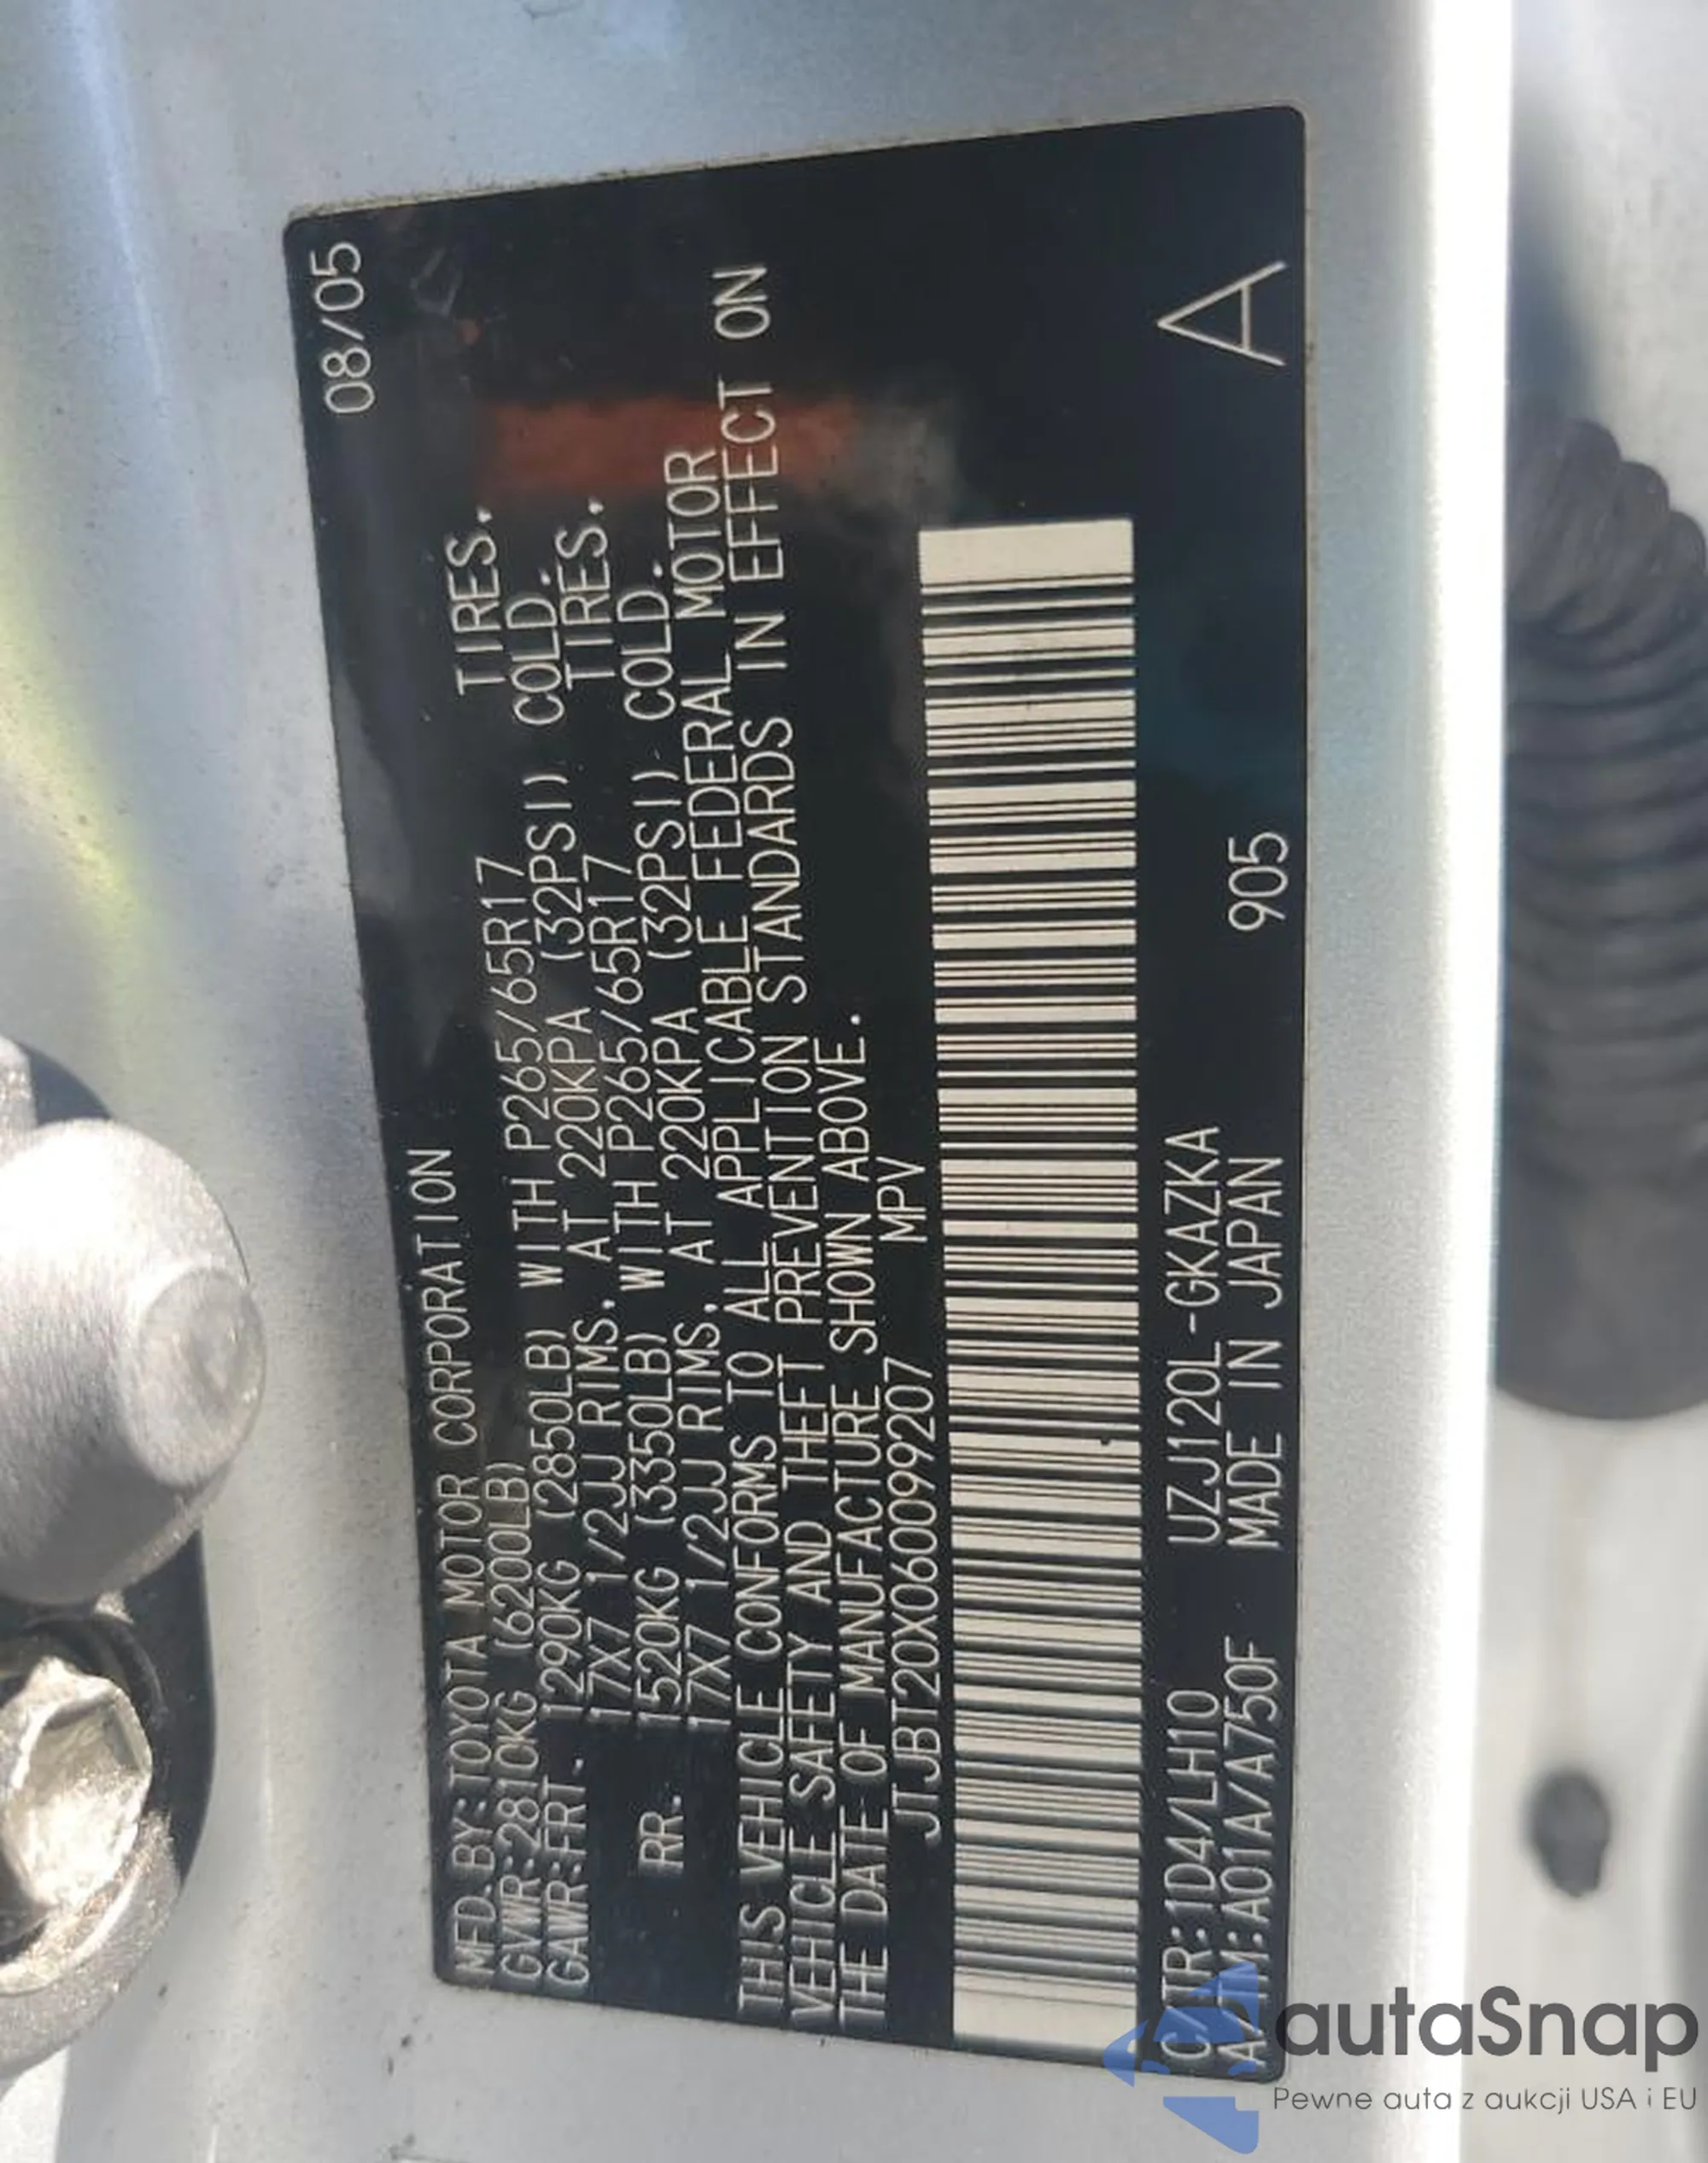 08/05
MFD.BY:TOYOTA MOTOR CORPORATION
GVWR:2810KG (6200LB)
GAWR:FRT. 1290KG (2850LB) WITH P265/65R17 TIRES.
17X7 1/2JJ RIMS, AT 220KPA (32PSI) COLD.
RR. 1520KG (3350LB) WITH P265/65R17 TIRES.
17X7 1/2JJ RIMS, AT 220KPA (32PSI) COLD.
THIS VEHICLE CONFORMS TO ALL APPLICABLE FEDERAL MOTOR
VEHICLE SAFETY AND THEFT PREVENTION STANDARDS IN EFFECT ON
THE DATE OF MANUFACTURE SHOWN ABOVE.
JTJBT20X060099207 MPV
C/TR:1D4/LH10 UZJ120L-GKAZKA
A/TM:A01A/A750F MADE IN JAPAN 905
A
autaSnap
Pewne auta z aukcji USA i EU